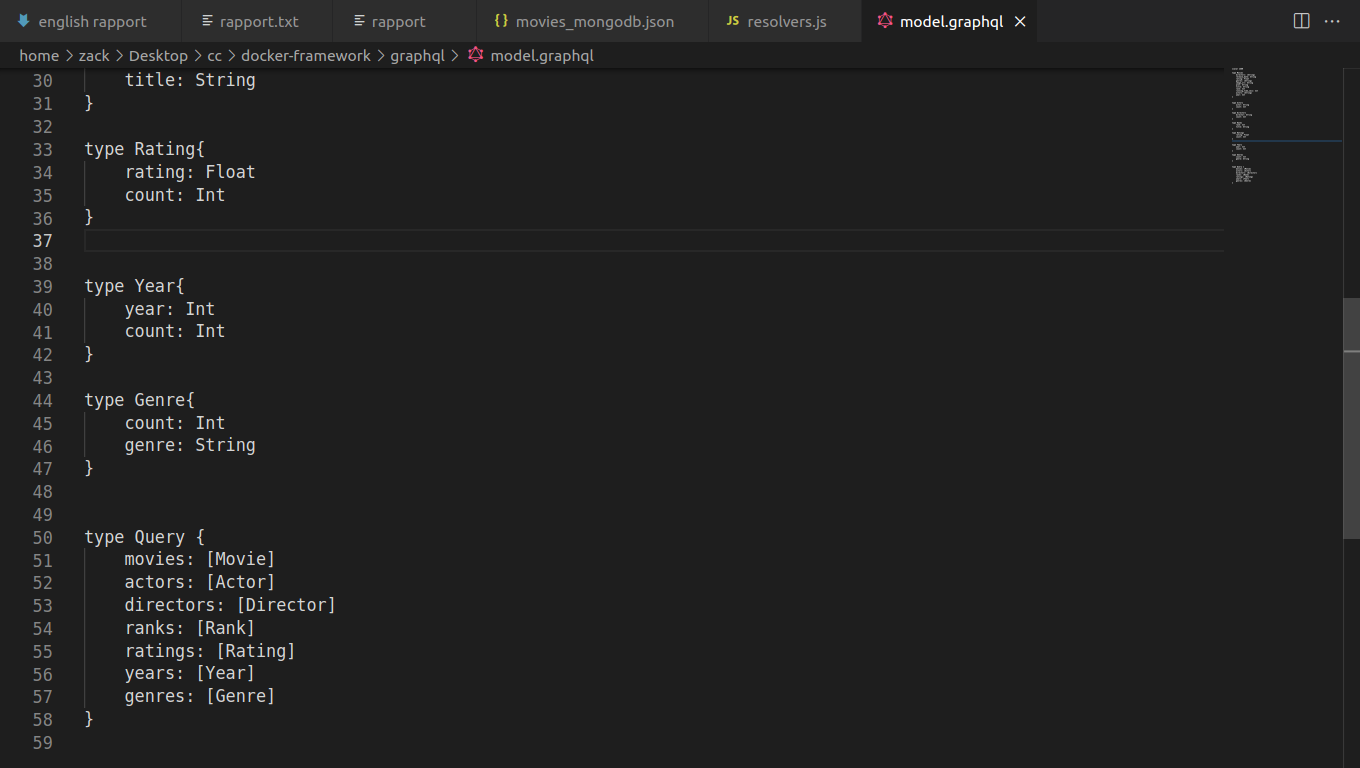 english rapport
rapport.txt
rapport
{} movies_mongodb.json
JS resolvers.js
model.graphql
home > zack > Desktop > cc > docker-framework > graphql > model.graphql
30 title: String
31 }
32
33 type Rating{
34 rating: Float
35 count: Int
36 }
37
38
39 type Year{
40 year: Int
41 count: Int
42 }
43
44 type Genre{
45 count: Int
46 genre: String
47 }
48
49
50 type Query {
51 movies: [Movie]
52 actors: [Actor]
53 directors: [Director]
54 ranks: [Rank]
55 ratings: [Rating]
56 years: [Year]
57 genres: [Genre]
58 }
59